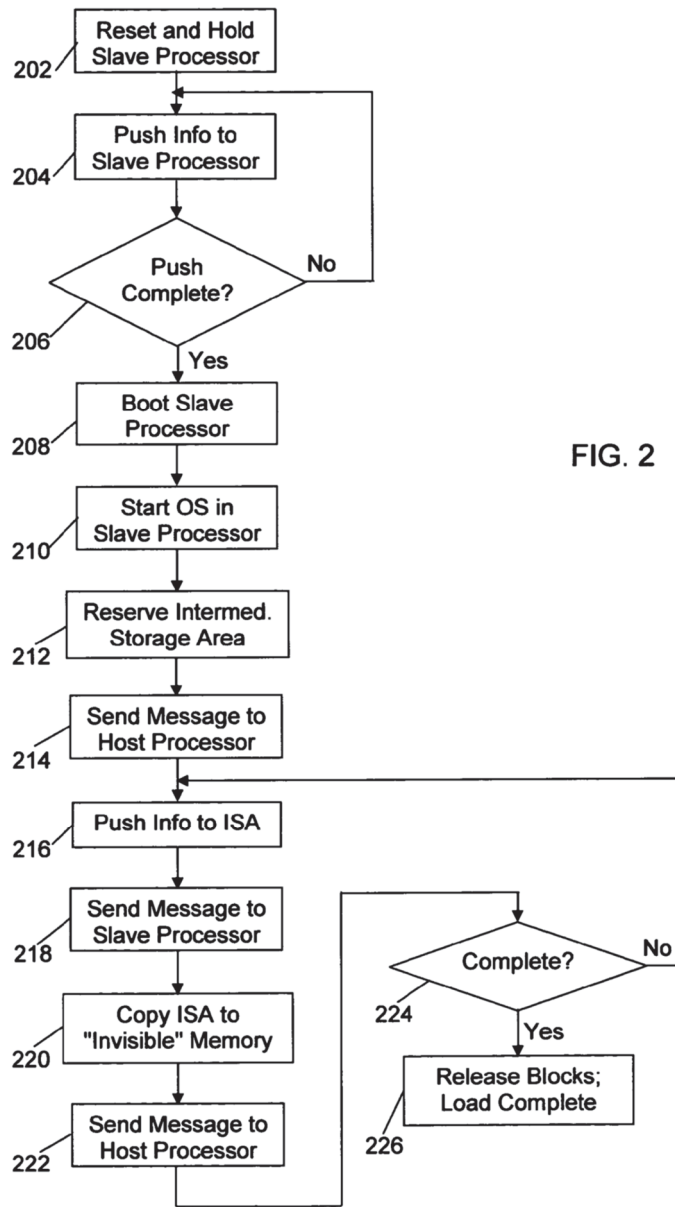 Reset and Hold
Slave Processor
202
Push Info to
Slave Processor
204
Push
Complete?
No
206
Yes
Boot Slave
Processor
208
FIG. 2
Start OS in
Slave Processor
210
Reserve Intermed.
Storage Area
212
Send Message to
Host Processor
214
Push Info to ISA
216
Send Message to
Slave Processor
218
Complete?
No
224
Copy ISA to
"Invisible" Memory
220
Yes
Release Blocks;
Load Complete
226
Send Message to
Host Processor
222